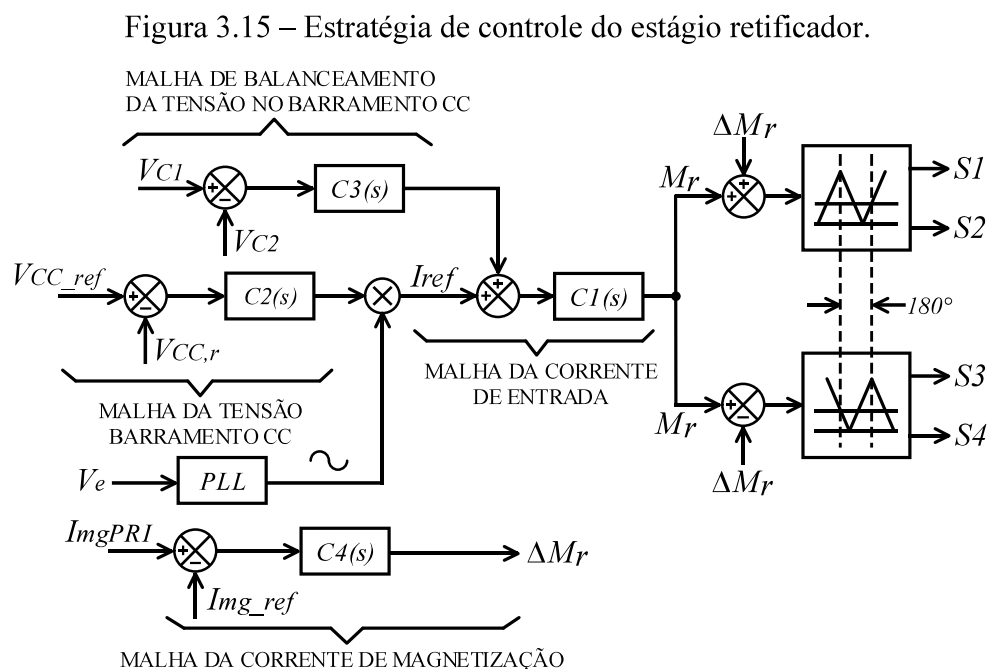 Figura 3.15 – Estratégia de controle do estágio retificador.
MALHA DE BALANCEAMENTO
DA TENSÃO NO BARRAMENTO CC
VC1
C3(s)
VC2
ΔMr
Mr
S1
S2
VCC_ref
C2(s)
Iref
C1(s)
VCC,r
180°
MALHA DA TENSÃO
BARRAMENTO CC
MALHA DA CORRENTE
DE ENTRADA
Mr
ΔMr
S3
S4
Ve
PLL
ImgPRI
C4(s)
ΔMr
Img_ref
MALHA DA CORRENTE DE MAGNETIZAÇÃO